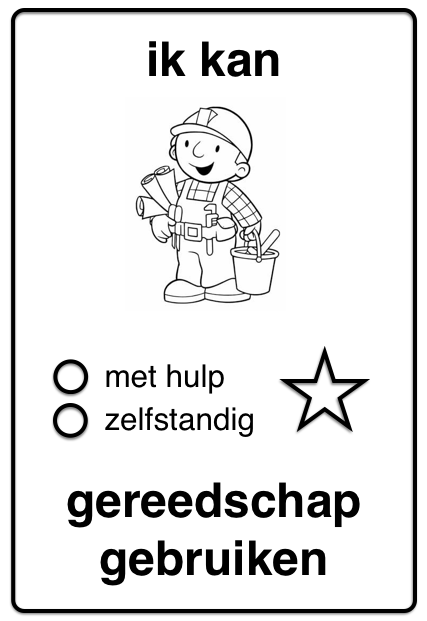 ik kan
met hulp
zelfstandig
gereedschap
gebruiken